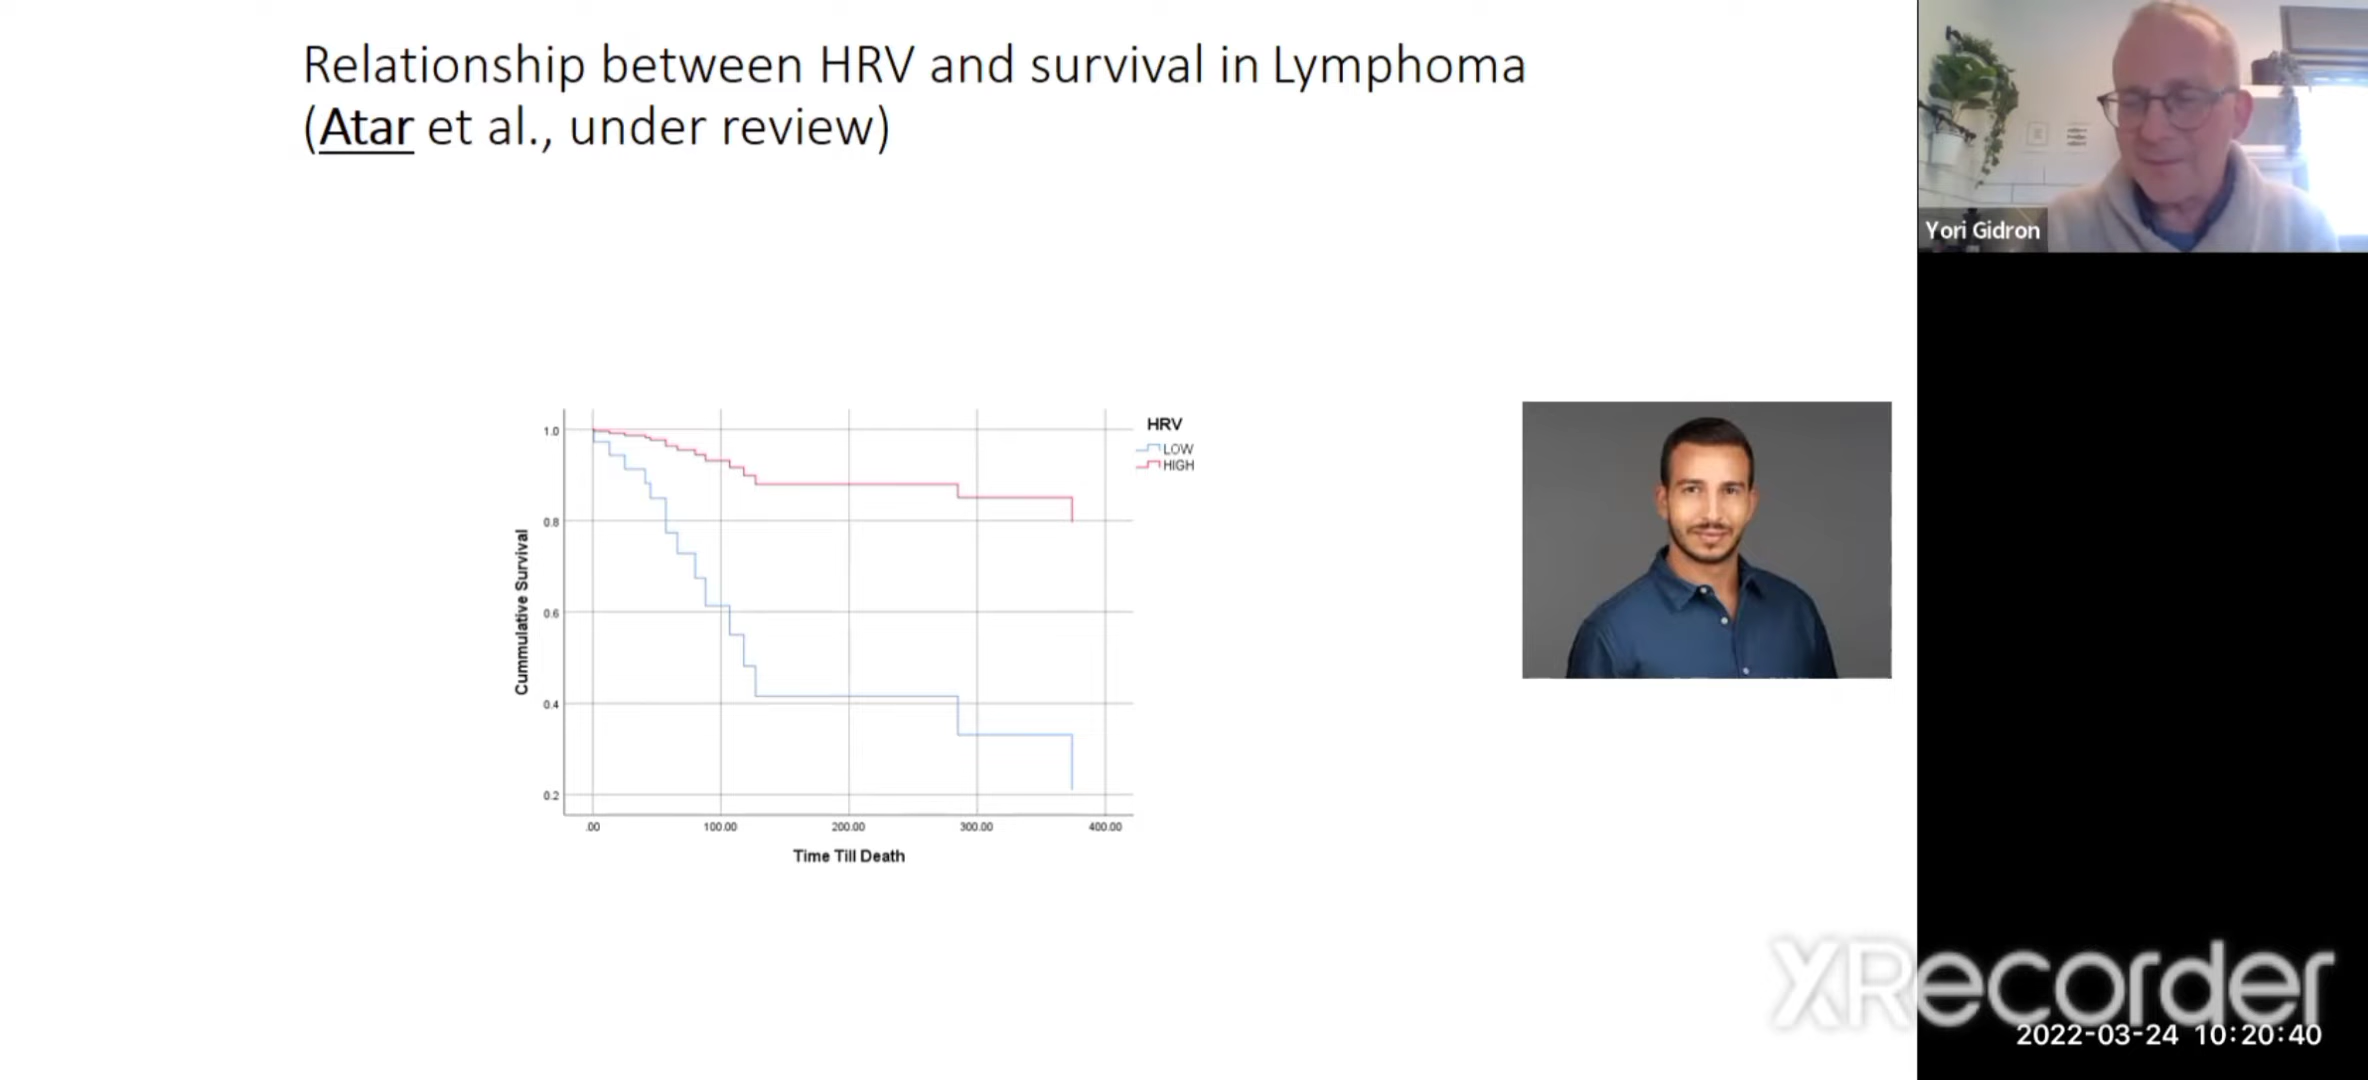 Relationship between HRV and survival in Lymphoma
(Atar et al., under review)
Yori Gidron
HRV
LOW
HIGH
1.0
0.8
0.6
0.4
0.2
Cummulative Survival
.00 100.00 200.00 300.00 400.00
Time Till Death
XRecorder
2022-03-24 10:20:40